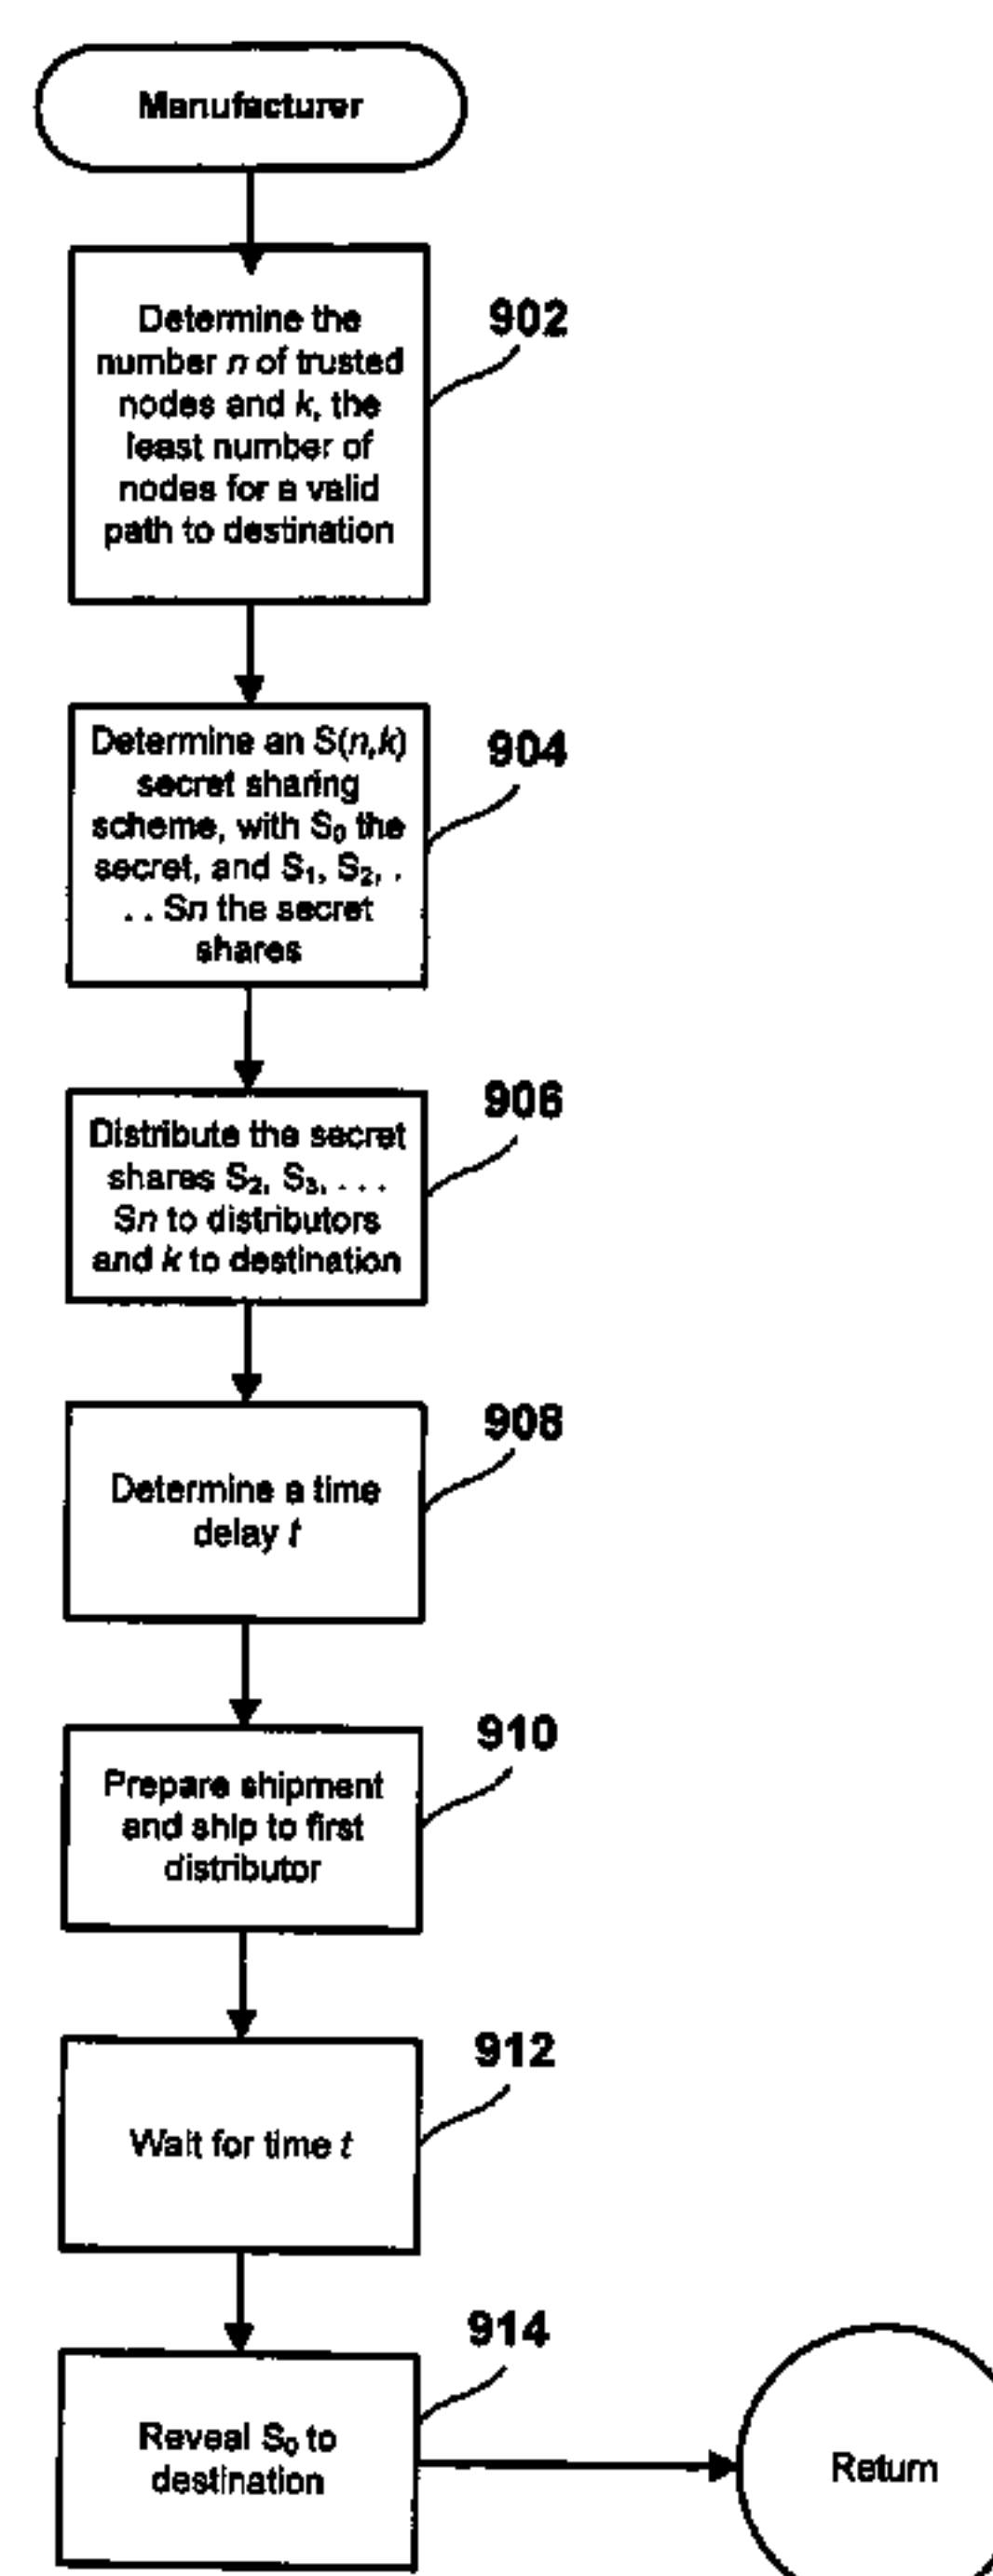 Manufacturer
Determine the
number n of trusted
nodes and k, the
least number of
nodes for a valid
path to destination
902
Determine an S(n,k)
secret sharing
scheme, with S₀ the
secret, and S₁, S₂, .
. . Sn the secret
shares
904
Distribute the secret
shares S₂, S₃, . . .
Sn to distributors
and k to destination
906
Determine a time
delay t
908
Prepare shipment
and ship to first
distributor
910
Wait for time t
912
Reveal S₀ to
destination
914
Return